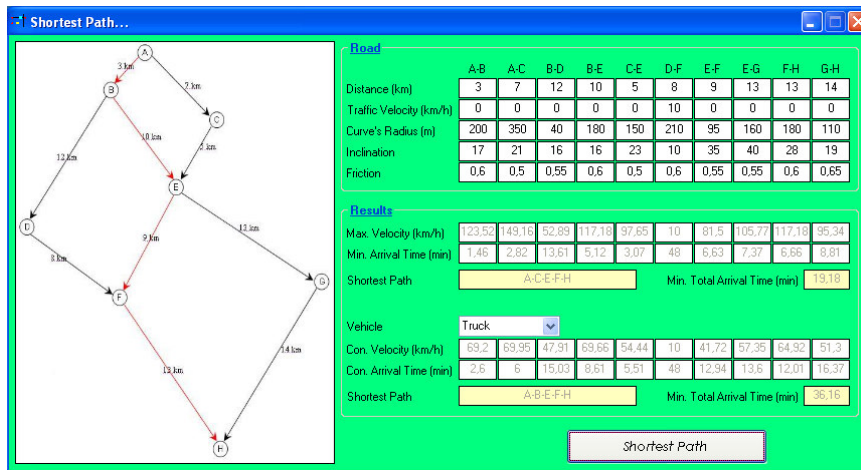 Shortest Path...
A
3.km
2.km
B
C
10.km
5.km
12.km
E
D
9.km
12.km
8.km
G
F
14.km
13.km
H
Road
A-B A-C B-D B-E C-E D-F E-F E-G F-H G-H
Distance (km) 3 7 12 10 5 8 9 13 13 14
Traffic Velocity (km/h) 0 0 0 0 0 10 0 0 0 0
Curve's Radius (m) 200 350 40 180 150 210 95 160 180 110
Inclination 17 21 16 16 23 10 35 40 28 19
Friction 0,6 0,5 0,55 0,6 0,5 0,6 0,55 0,55 0,6 0,65
Results
Max. Velocity (km/h) 123,52 149,16 52,89 117,18 97,65 10 81,5 105,77 117,18 95,34
Min. Arrival Time (min) 1,46 2,82 13,61 5,12 3,07 48 6,63 7,37 6,66 8,81
Shortest Path A-C-E-F-H Min. Total Arrival Time (min) 19,18
Vehicle Truck
Con. Velocity (km/h) 69,2 69,95 47,91 69,66 54,44 10 41,72 57,35 64,92 51,3
Con. Arrival Time (min) 2,6 6 15,03 8,61 5,51 48 12,94 13,6 12,01 16,37
Shortest Path A-B-E-F-H Min. Total Arrival Time (min) 36,16
Shortest Path